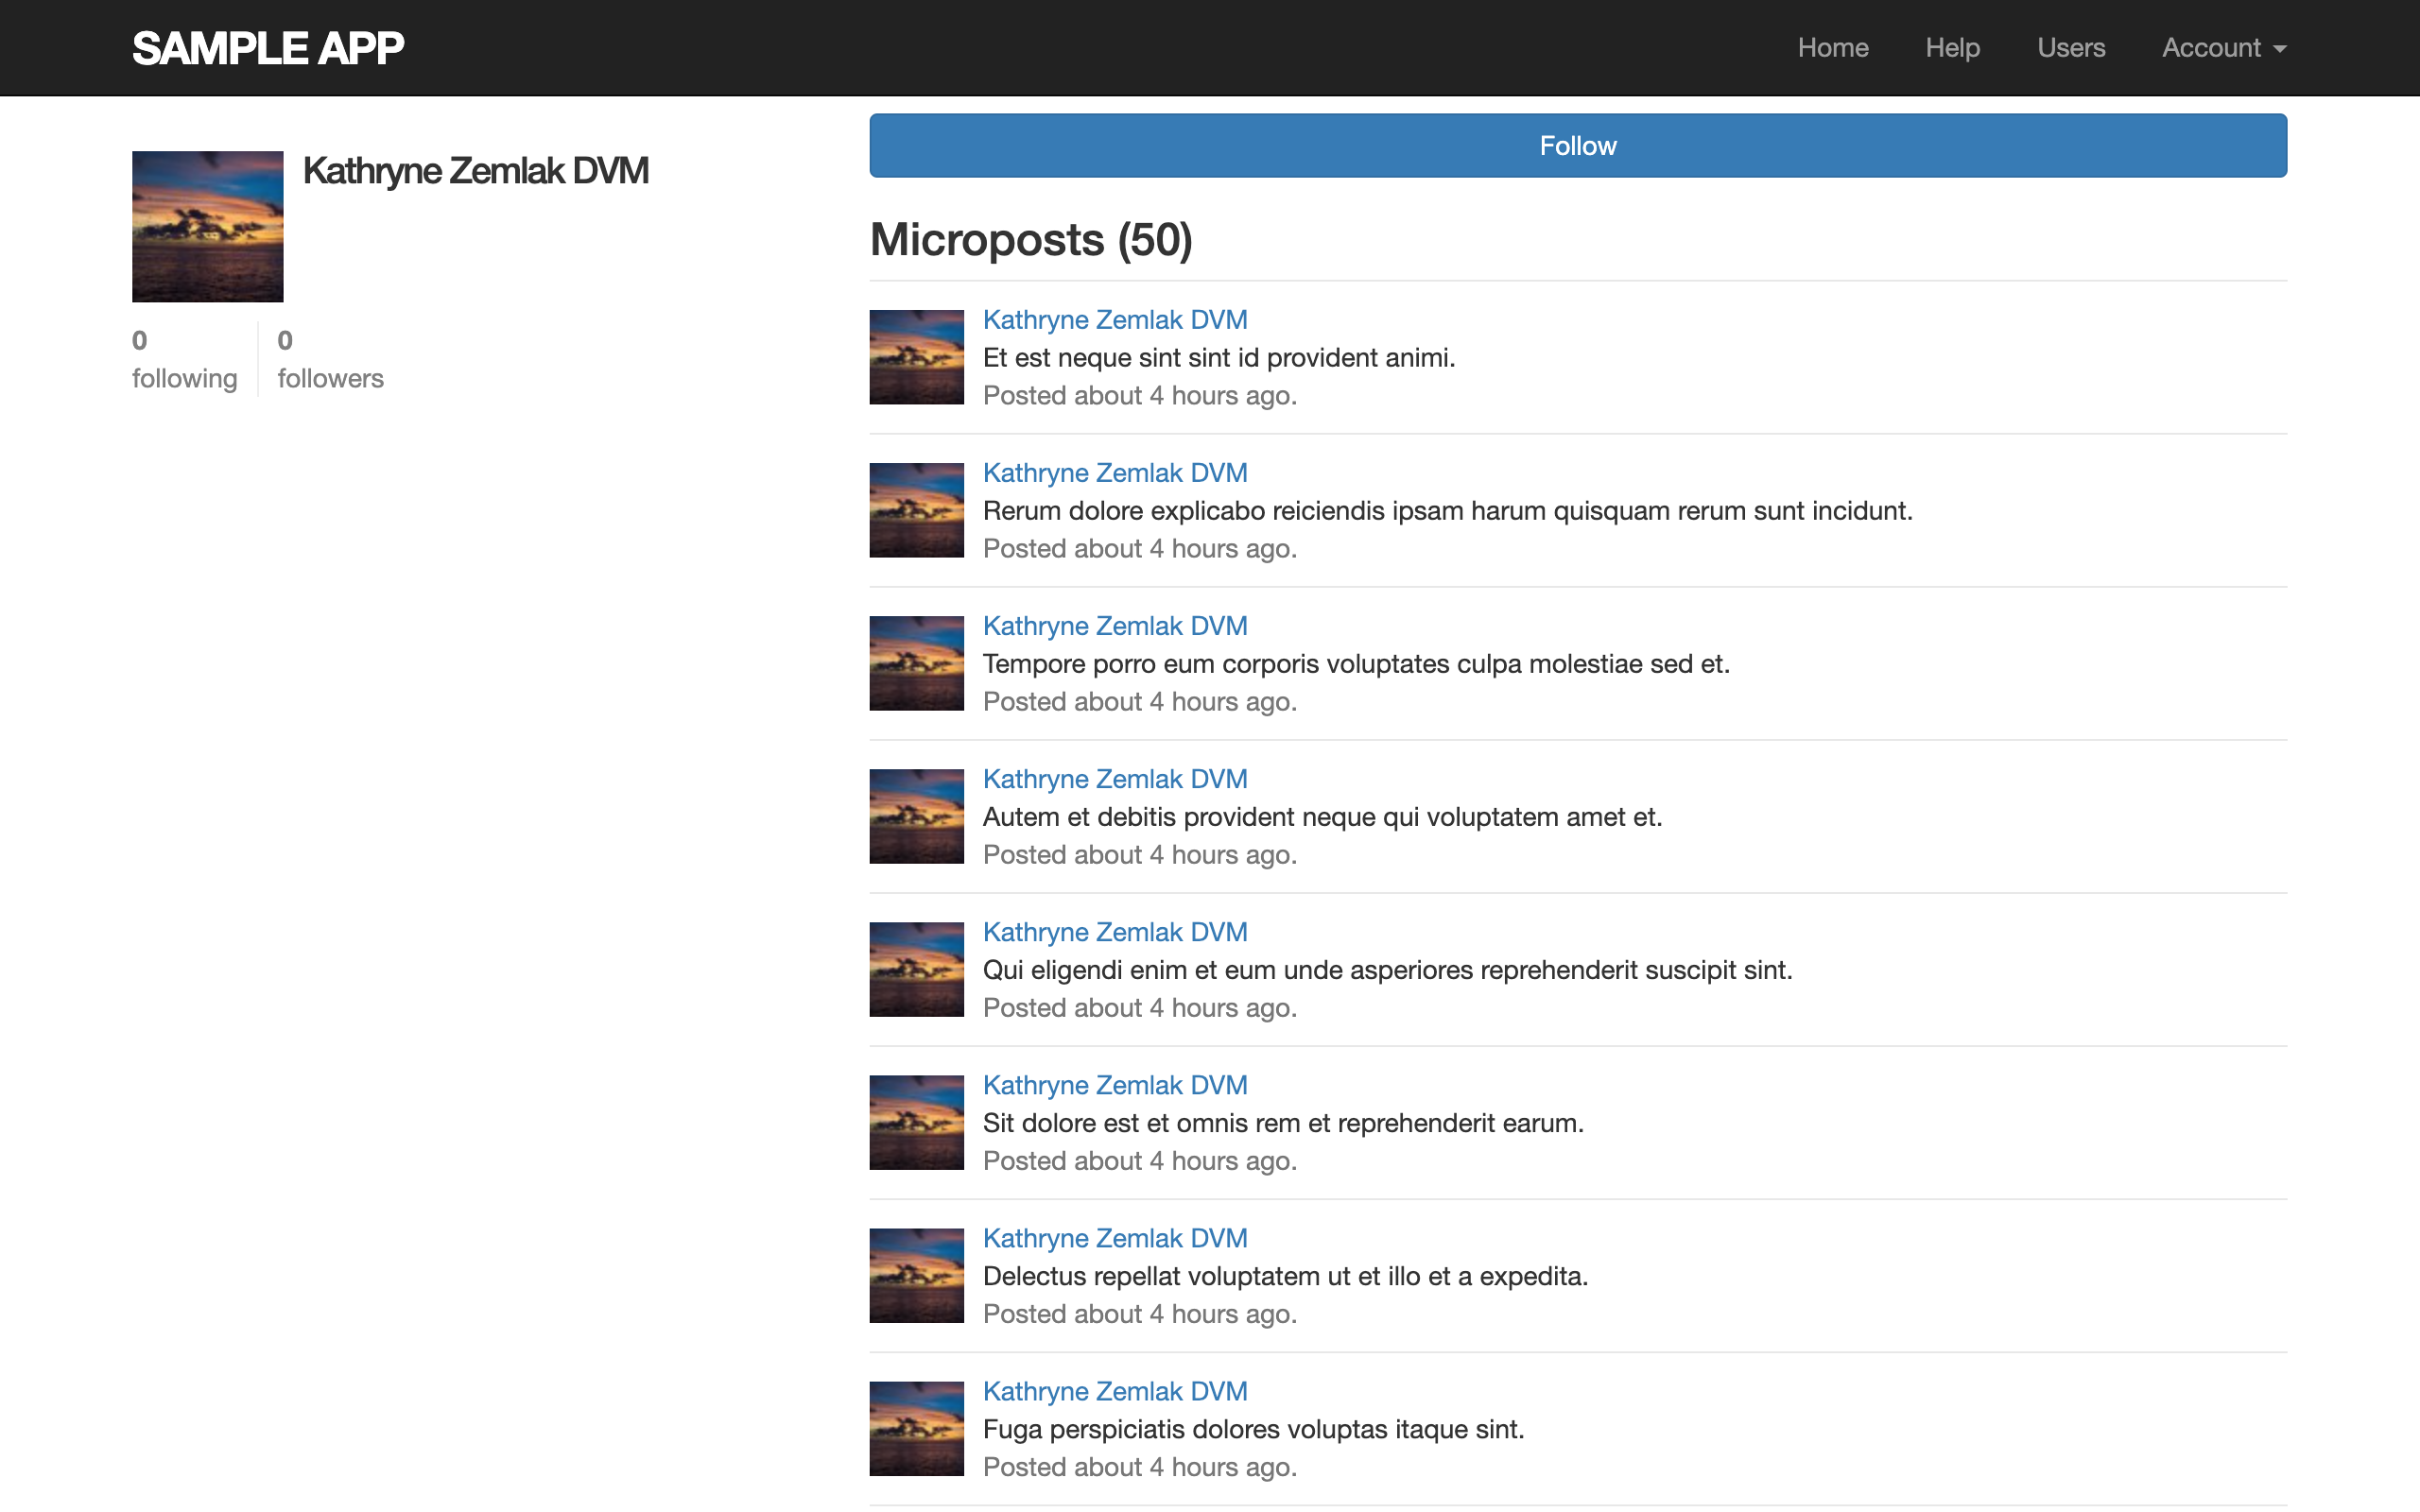 SAMPLE APP
Home Help Users Account
Kathryne Zemlak DVM
0 following
0 followers
Follow
Microposts (50)
Kathryne Zemlak DVM
Et est neque sint sint id provident animi.
Posted about 4 hours ago.
Kathryne Zemlak DVM
Rerum dolore explicabo reiciendis ipsam harum quisquam rerum sunt incidunt.
Posted about 4 hours ago.
Kathryne Zemlak DVM
Tempore porro eum corporis voluptates culpa molestiae sed et.
Posted about 4 hours ago.
Kathryne Zemlak DVM
Autem et debitis provident neque qui voluptatem amet et.
Posted about 4 hours ago.
Kathryne Zemlak DVM
Qui eligendi enim et eum unde asperiores reprehenderit suscipit sint.
Posted about 4 hours ago.
Kathryne Zemlak DVM
Sit dolore est et omnis rem et reprehenderit earum.
Posted about 4 hours ago.
Kathryne Zemlak DVM
Delectus repellat voluptatem ut et illo et a expedita.
Posted about 4 hours ago.
Kathryne Zemlak DVM
Fuga perspiciatis dolores voluptas itaque sint.
Posted about 4 hours ago.